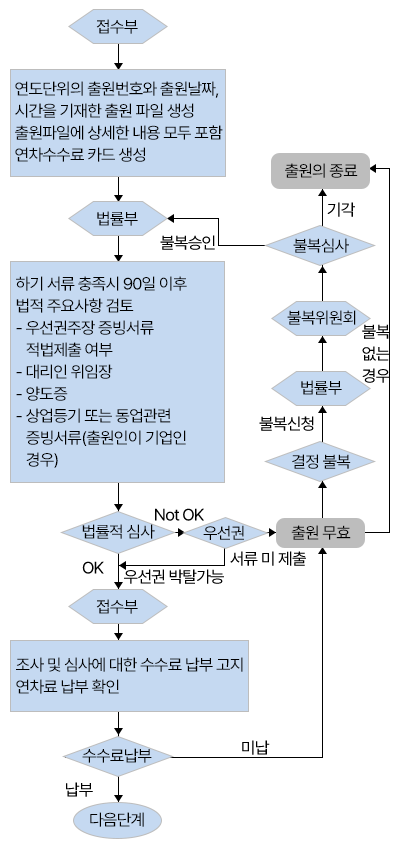 접수부
연도단위의 출원번호와 출원날짜,
시간을 기재한 출원 파일 생성
출원파일에 상세한 내용 모두 포함
연차수수료 카드 생성
출원의 종료
기각
법률부
불복승인
불복심사
하기 서류 충족시 90일 이후
법적 주요사항 검토
- 우선권주장 증빙서류
적법제출 여부
- 대리인 위임장
- 양도증
- 상업등기 또는 동업관련
증빙서류(출원인이 기업인
경우)
불복위원회
불복
없는
경우
법률부
불복신청
결정 불복
Not OK
법률적 심사
우선권
출원 무효
서류 미 제출
OK
우선권 박탈가능
접수부
조사 및 심사에 대한 수수료 납부 고지
연차료 납부 확인
수수료납부
미납
납부
다음단계